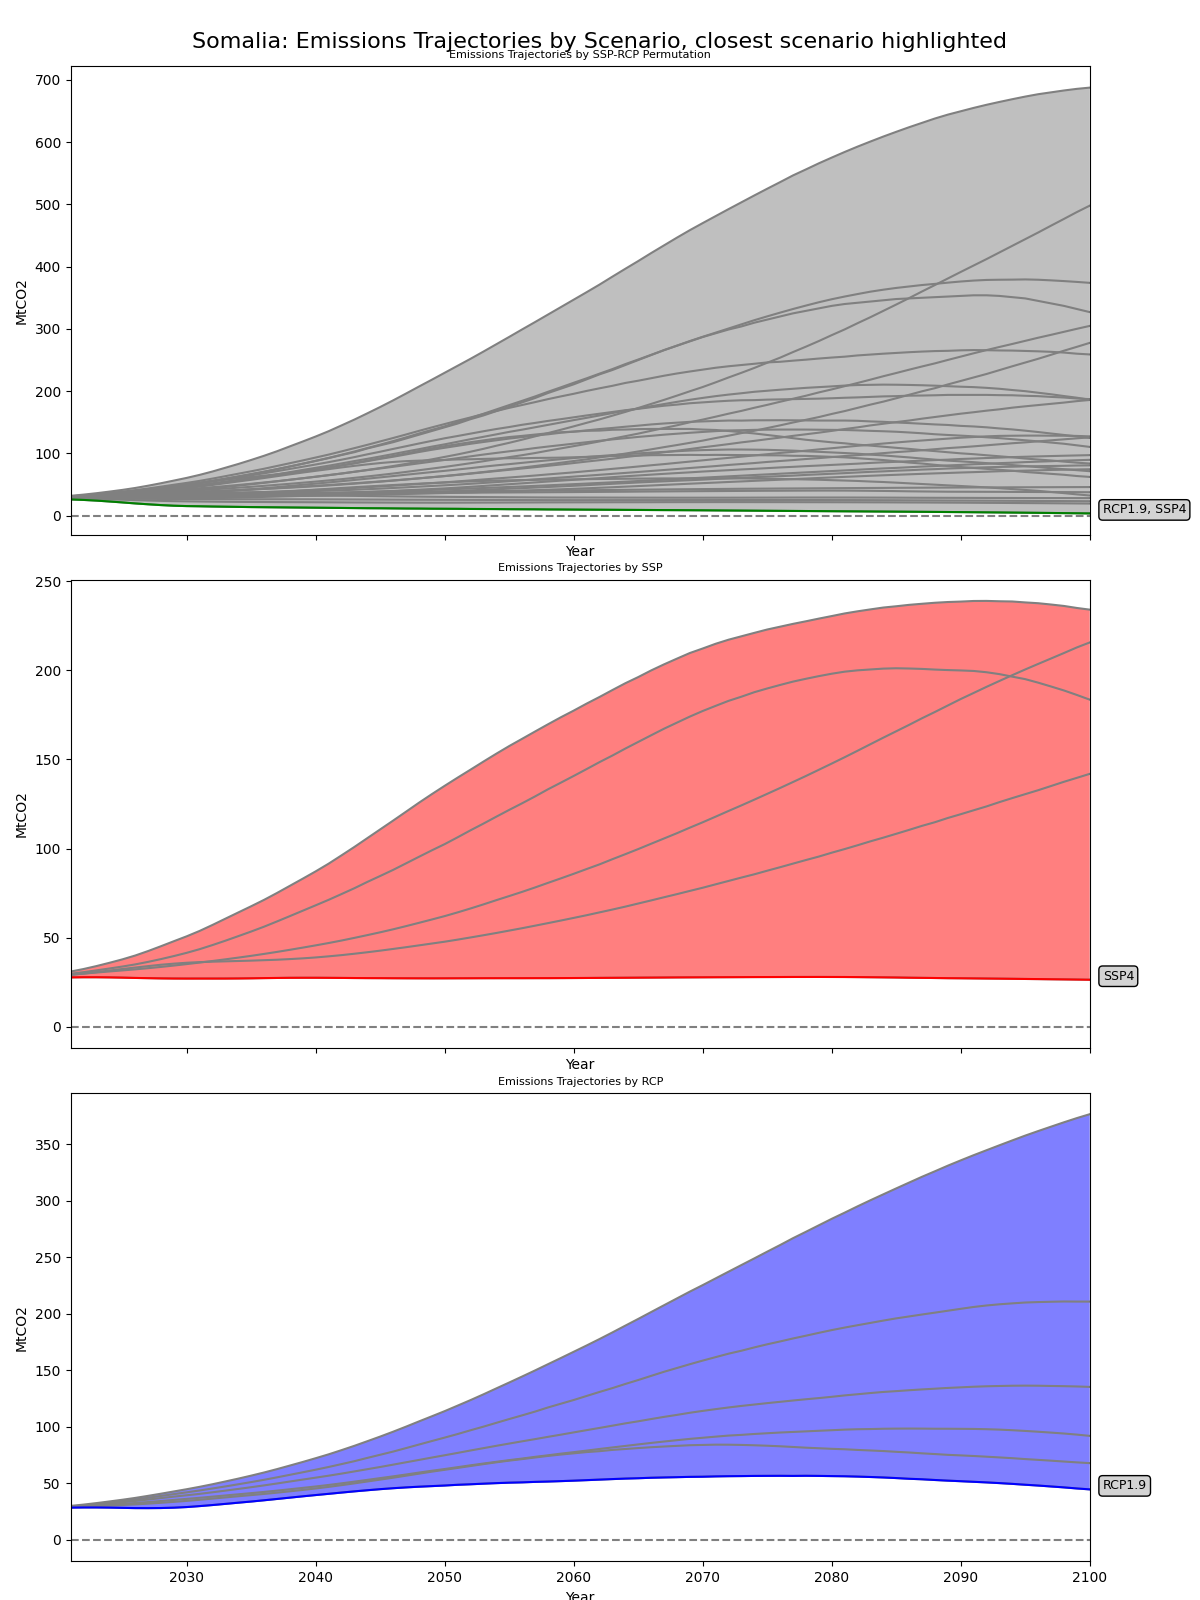 Somalia: Emissions Trajectories by Scenario, closest scenario highlighted
Emissions Trajectories by SSP-RCP Permutation
700
600
500
400
300
200
100
0
MtCO2
RCP1.9, SSP4
Year
Emissions Trajectories by SSP
250
200
150
100
50
0
MtCO2
SSP4
Year
Emissions Trajectories by RCP
350
300
250
200
150
100
50
0
MtCO2
RCP1.9
2030 2040 2050 2060 2070 2080 2090 2100
Year